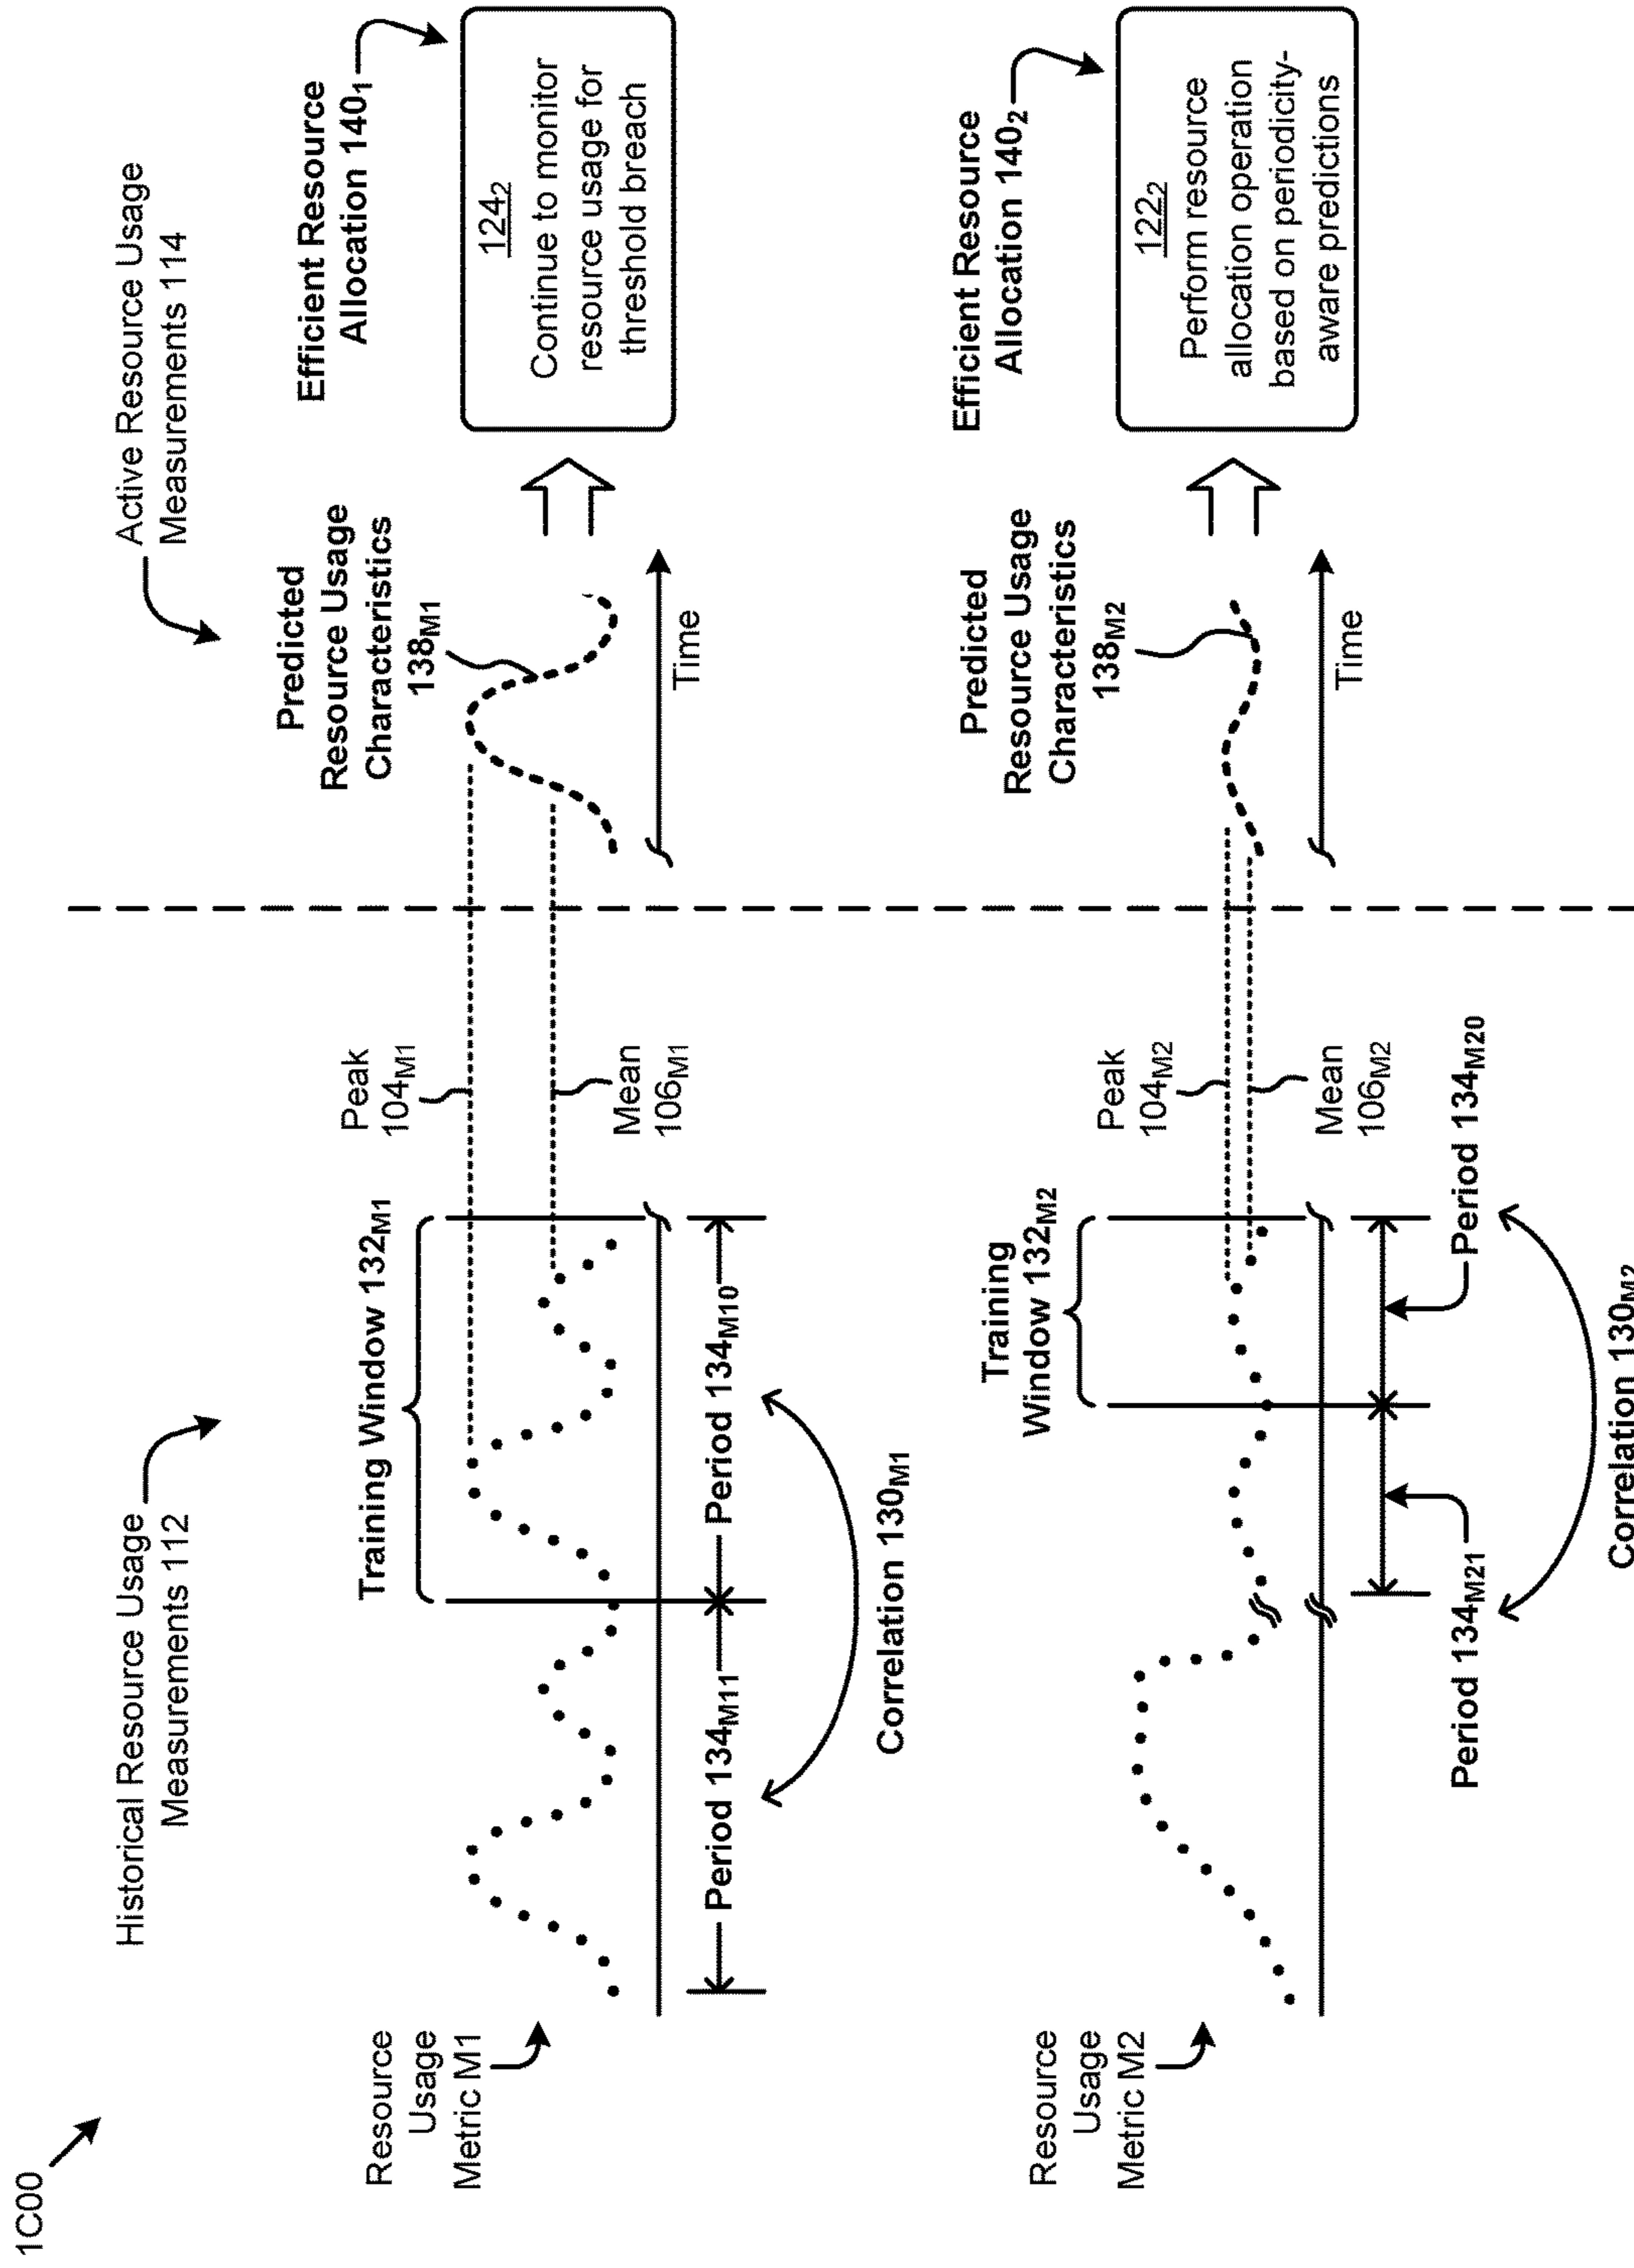 1C00
Historical Resource Usage
Measurements 112
Active Resource Usage
Measurements 114
Resource
Usage
Metric M1
Training Window 132M1
Peak
104M1
Mean
106M1
Period 134M11
Period 134M10
Correlation 130M1
Predicted
Resource Usage
Characteristics
138M1
Time
Efficient Resource
Allocation 1401
1242
Continue to monitor
resource usage for
threshold breach
Resource
Usage
Metric M2
Training
Window 132M2
Peak
104M2
Mean
106M2
Period 134M21
Period 134M20
Correlation 130M2
Predicted
Resource Usage
Characteristics
138M2
Time
Efficient Resource
Allocation 1402
1222
Perform resource
allocation operation
based on periodicity-
aware predictions